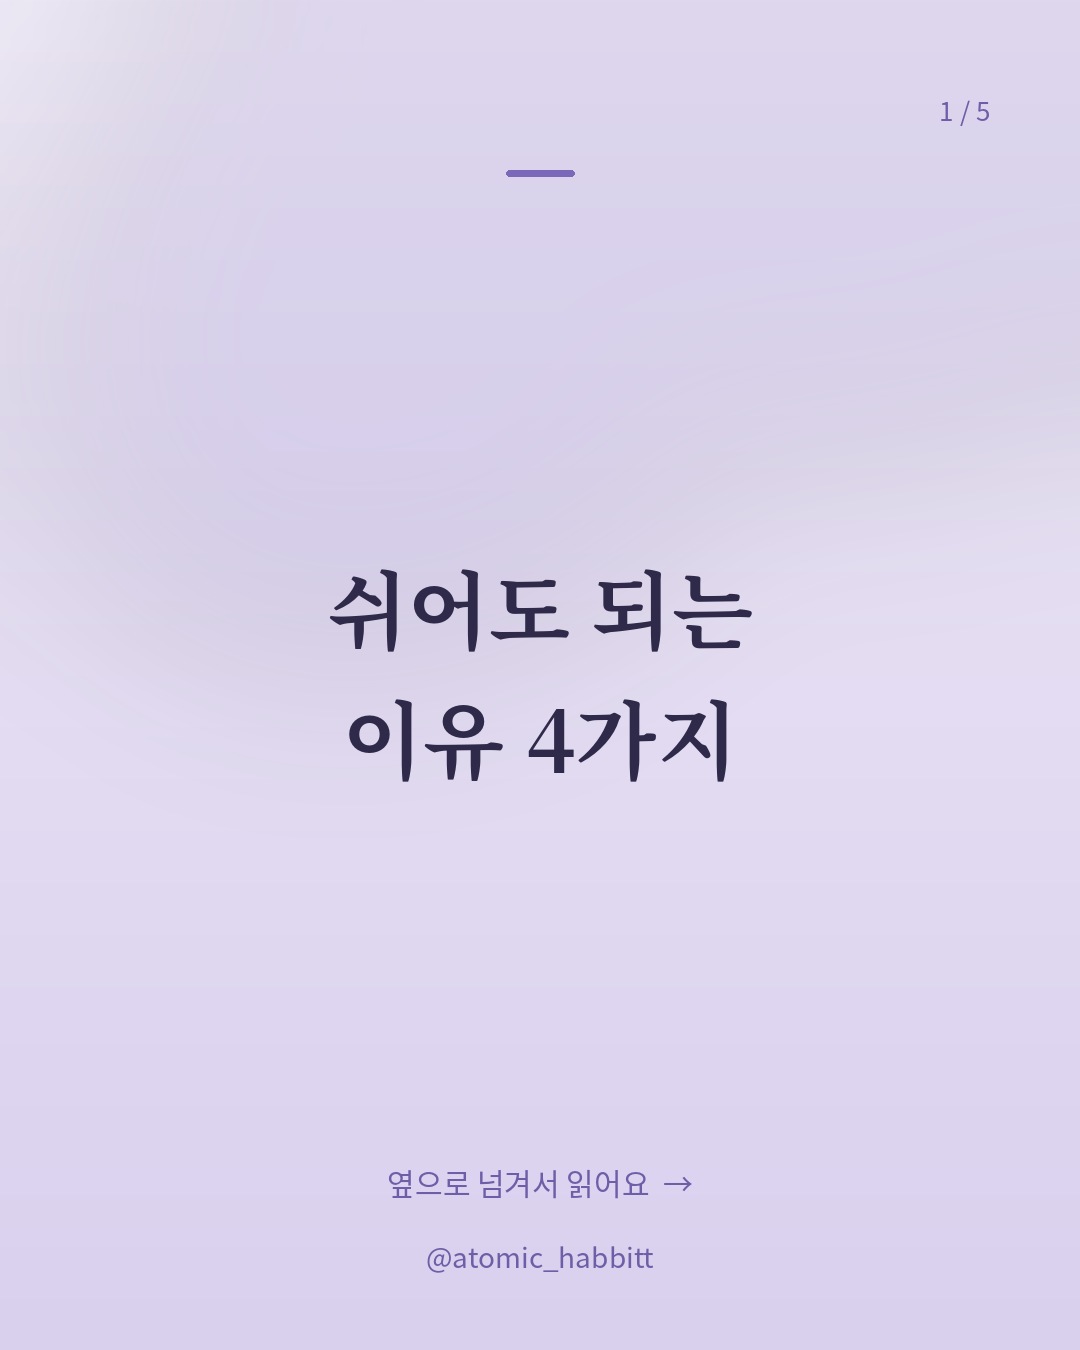 1 / 5
쉬어도 되는
이유 4가지
옆으로 넘겨서 읽어요 →
@atomic_habbitt